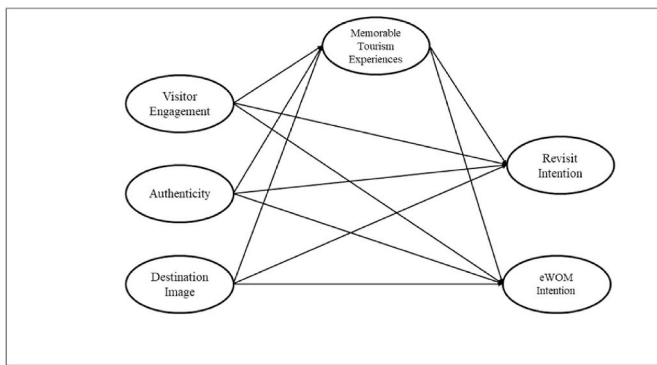 Memorable
Tourism
Experiences
Visitor
Engagement
Authenticity
Revisit
Intention
Destination
Image
eWOM
Intention